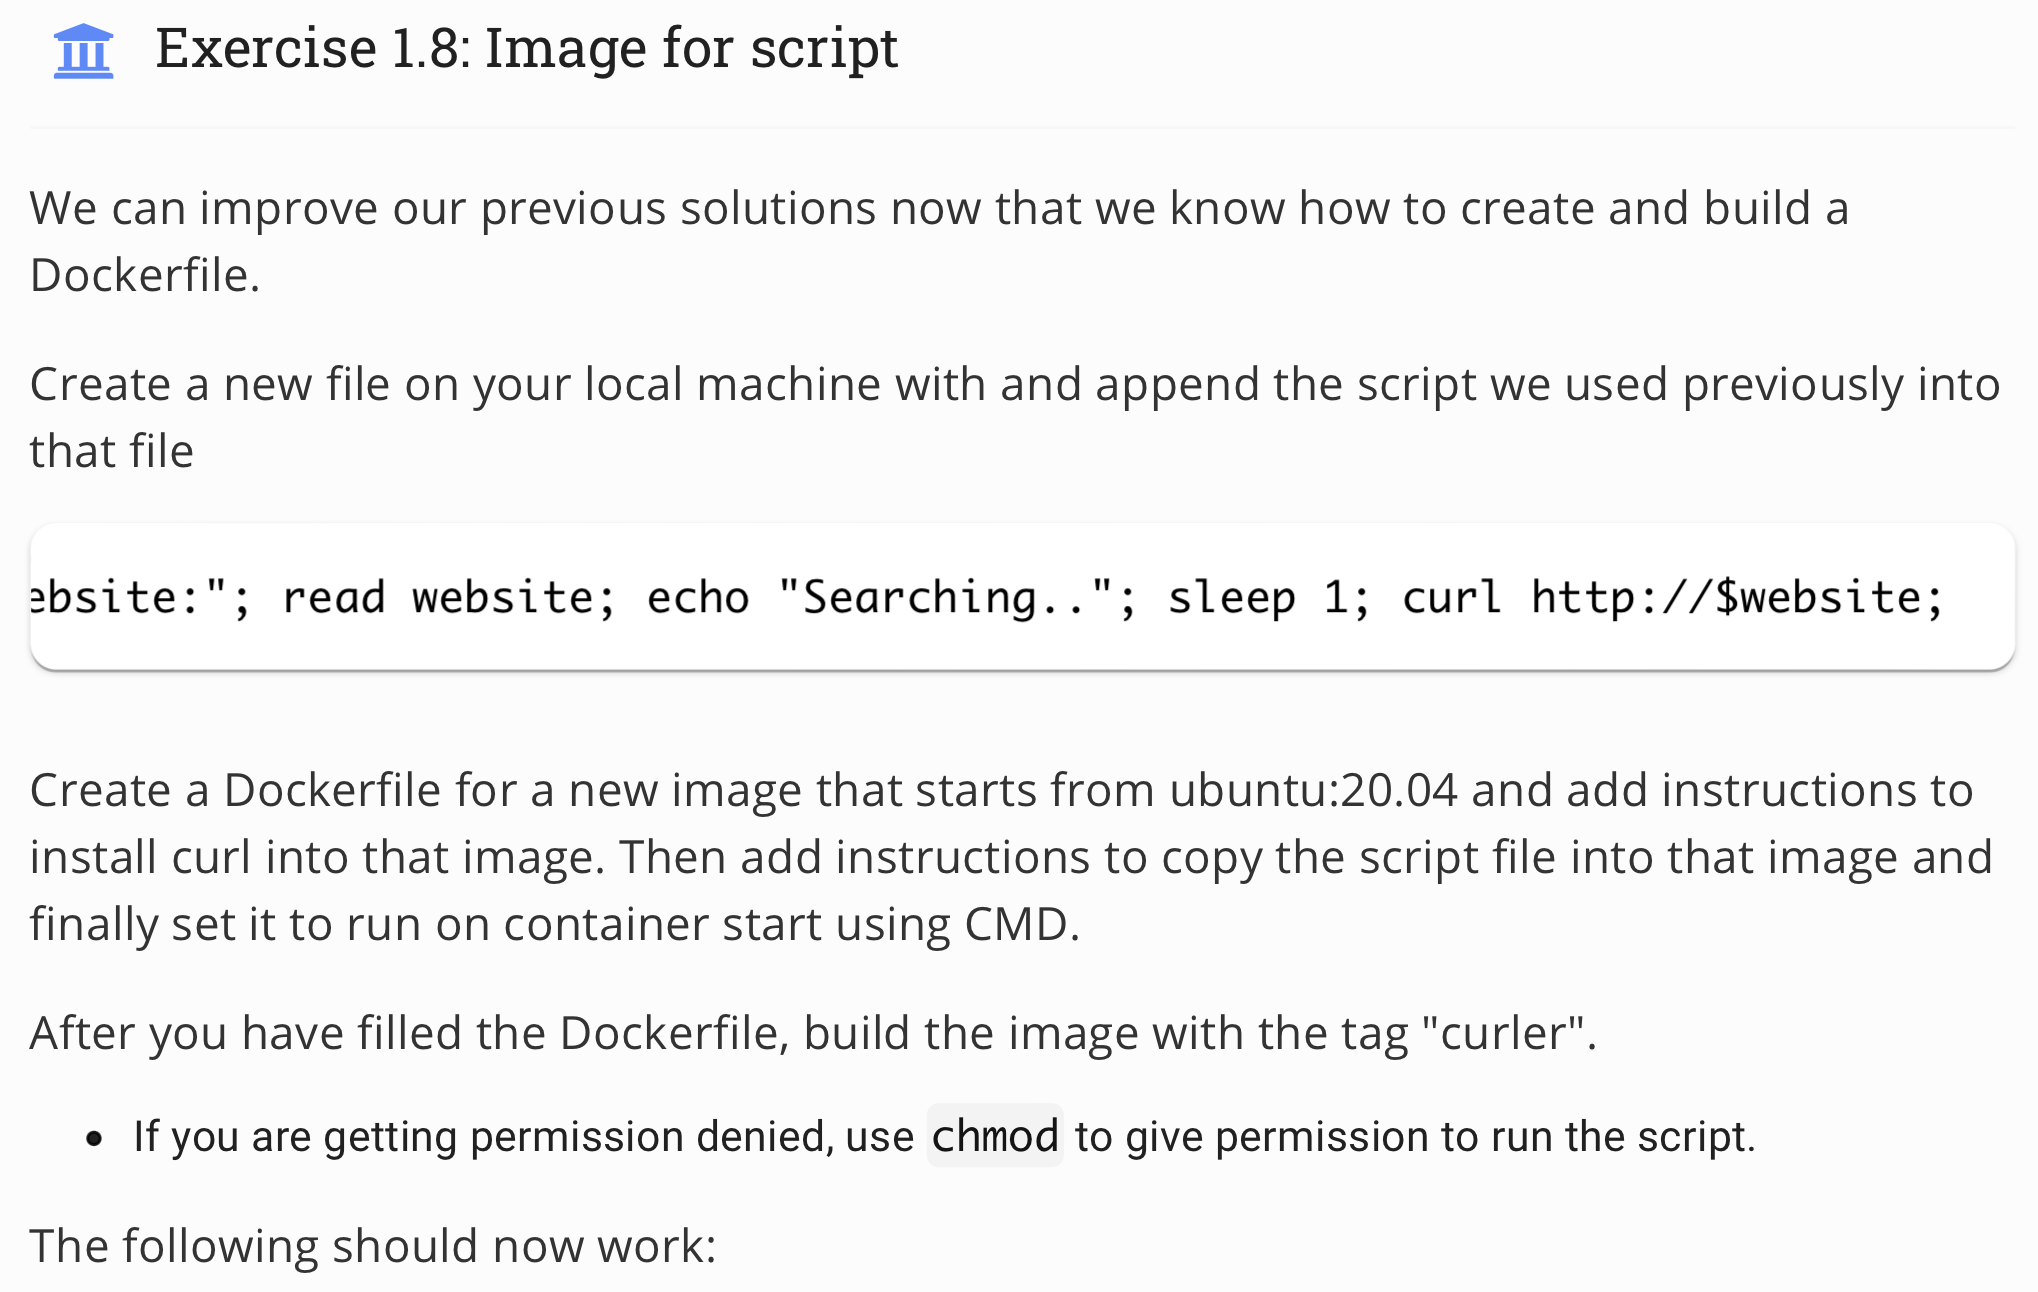 Exercise 1.8: Image for script
We can improve our previous solutions now that we know how to create and build a
Dockerfile.
Create a new file on your local machine with and append the script we used previously into
that file
ebsite:"; read website; echo "Searching.."; sleep 1; curl http://$website;
Create a Dockerfile for a new image that starts from ubuntu:20.04 and add instructions to
install curl into that image. Then add instructions to copy the script file into that image and
finally set it to run on container start using CMD.
After you have filled the Dockerfile, build the image with the tag "curler".
• If you are getting permission denied, use chmod to give permission to run the script.
The following should now work: